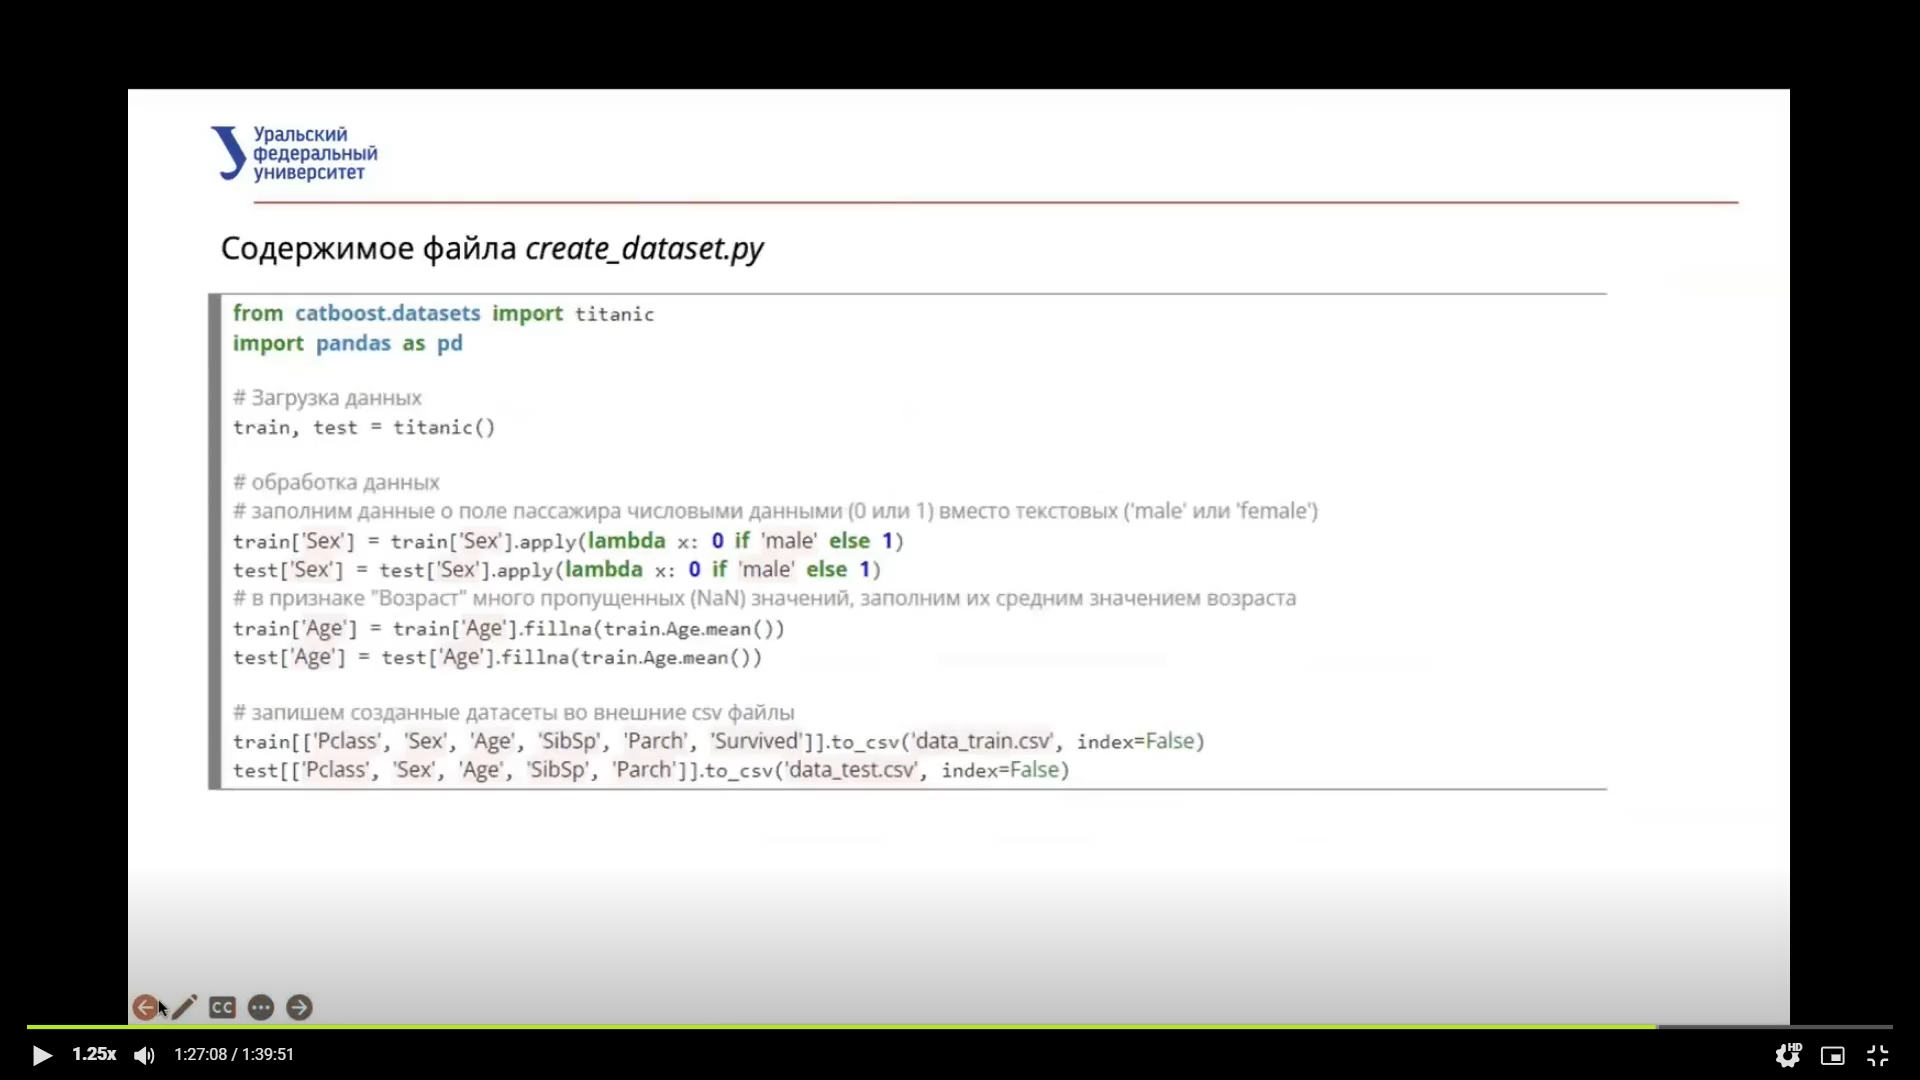 Уральский
федеральный
университет
Содержимое файла create_dataset.py
from catboost.datasets import titanic
import pandas as pd
# Загрузка данных
train, test = titanic()
# обработка данных
# заполним данные о поле пассажира числовыми данными (0 или 1) вместо текстовых ('male' или 'female')
train['Sex'] = train['Sex'].apply(lambda x: 0 if 'male' else 1)
test['Sex'] = test['Sex'].apply(lambda x: 0 if 'male' else 1)
# в признаке "Возраст" много пропущенных (NaN) значений, заполним их средним значением возраста
train['Age'] = train['Age'].fillna(train.Age.mean())
test['Age'] = test['Age'].fillna(train.Age.mean())
# запишем созданные датасеты во внешние csv файлы
train[['Pclass', 'Sex', 'Age', 'SibSp', 'Parch', 'Survived']].to_csv('data_train.csv', index=False)
test[['Pclass', 'Sex', 'Age', 'SibSp', 'Parch']].to_csv('data_test.csv', index=False)
CC
1.25x 1:27:08 / 1:39:51 HD